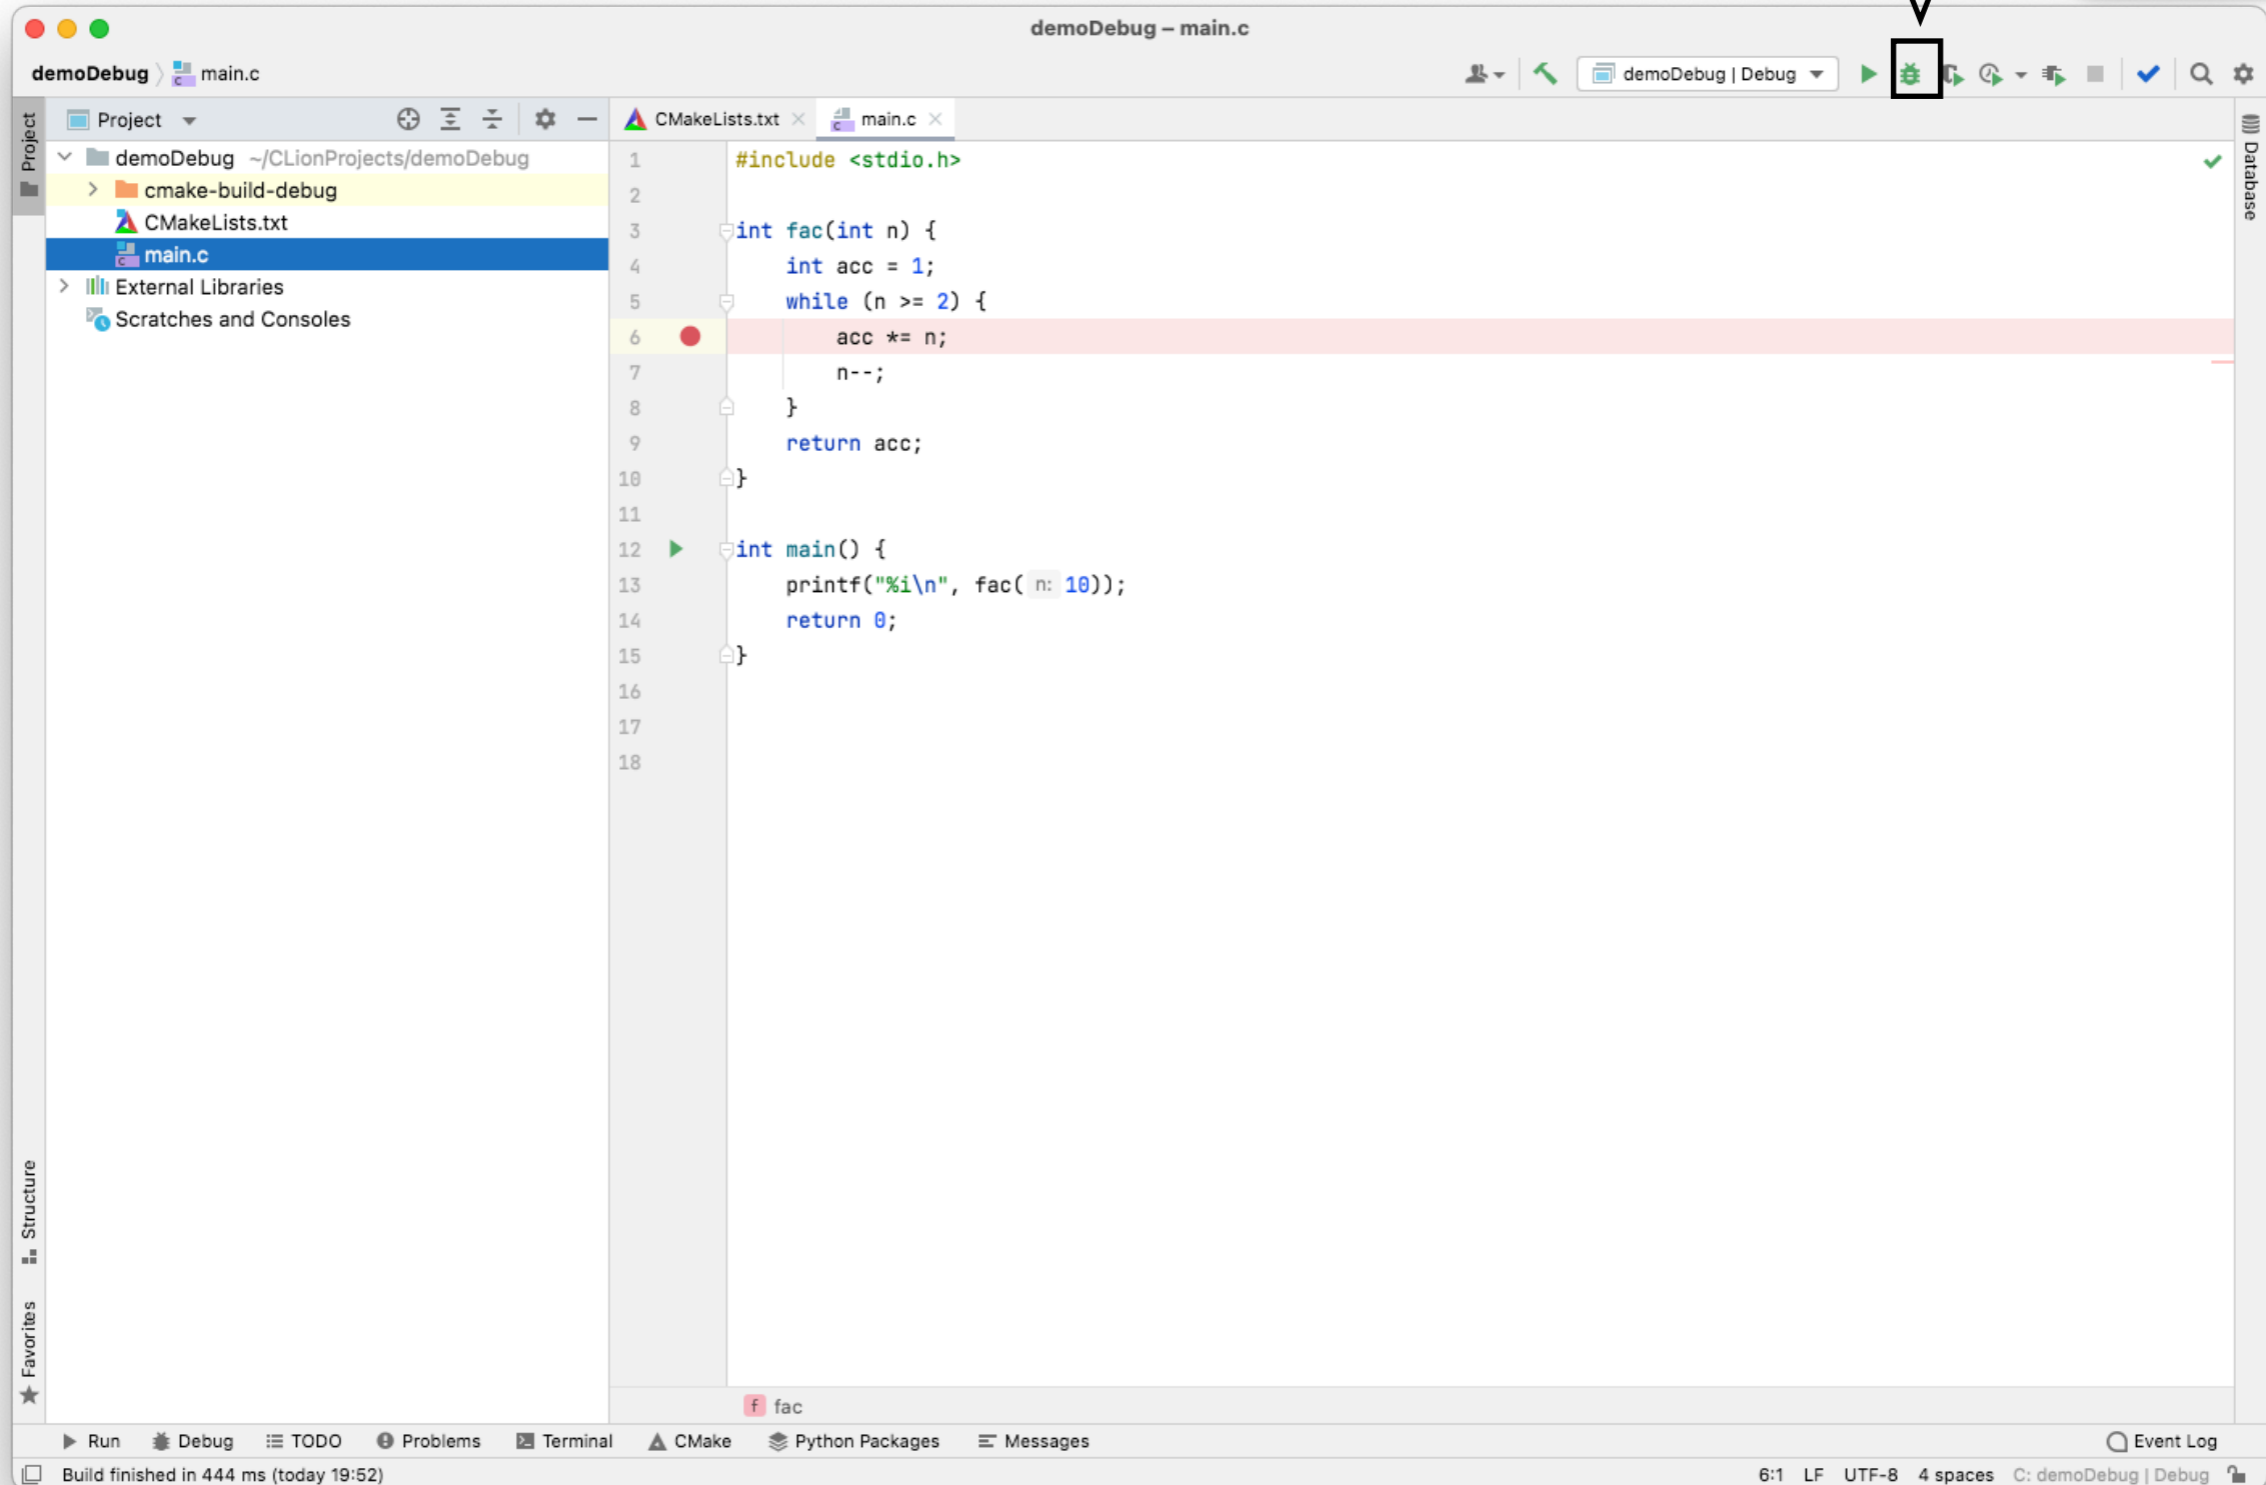 demoDebug – main.c
demoDebug main.c
demoDebug | Debug
Project
Project
CMakeLists.txt
main.c
demoDebug ~/CLionProjects/demoDebug
cmake-build-debug
CMakeLists.txt
main.c
External Libraries
Scratches and Consoles
1 #include <stdio.h>
2
3 int fac(int n) {
4     int acc = 1;
5     while (n >= 2) {
6         acc *= n;
7         n--;
8     }
9     return acc;
10 }
11
12 int main() {
13     printf("%i\n", fac( n: 10));
14     return 0;
15 }
16
17
18
Database
Structure
Favorites
f fac
Run Debug TODO Problems Terminal CMake Python Packages Messages Event Log
Build finished in 444 ms (today 19:52) 6:1 LF UTF-8 4 spaces C: demoDebug | Debug